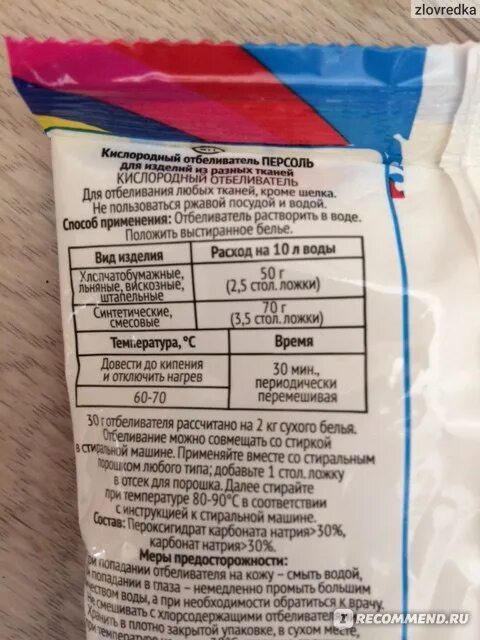 zlovredka
Кислородный отбеливатель ПЕРСОЛЬ
для изделий из разных тканей
КИСЛОРОДНЫЙ ОТБЕЛИВАТЕЛЬ
Для отбеливания любых тканей, кроме шелка.
Не пользоваться ржавой посудой и водой.
Способ применения: Отбеливатель растворить в воде.
Положить выстиранное белье.
Вид изделия Расход на 10 л воды
Хлопчатобумажные, 50 г
льняные, вискозные, (2,5 стол. ложки)
штапельные
Синтетические, 70 г
смесовые (3,5 стол. ложки)
Температура, °C Время
Довести до кипения 30 мин.,
и отключить нагрев периодически
60-70 перемешивая
30 г отбеливателя рассчитано на 2 кг сухого белья.
Отбеливание можно совмещать со стиркой
в стиральной машине. Применяйте вместе со стиральным
порошком любого типа; добавьте 1 стол. ложку
в отсек для порошка. Далее стирайте
при температуре 80-90°C в соответствии
с инструкцией к стиральной машине.
Состав: Пероксигидрат карбоната натрия>30%,
карбонат натрия>30%.
Меры предосторожности:
При попадании отбеливателя на кожу – смыть водой,
попадании в глаза – немедленно промыть большим
воды, а при необходимости обратиться к врачу.
Не смешивать с хлорсодержащими
Хранить в плотно закрытой упаковке, в сухом месте,
При температуре
IRECOMMEND.RU